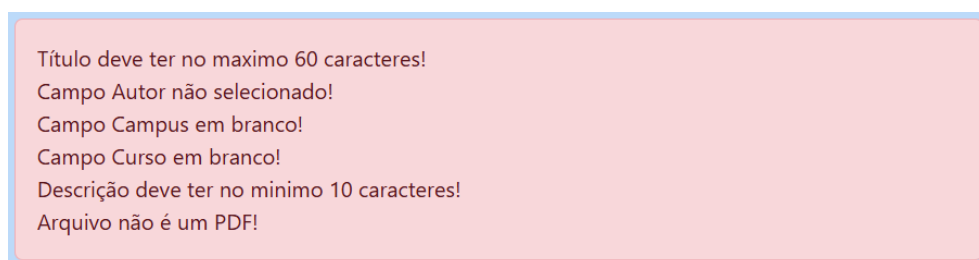 Título deve ter no maximo 60 caracteres!
Campo Autor não selecionado!
Campo Campus em branco!
Campo Curso em branco!
Descrição deve ter no minimo 10 caracteres!
Arquivo não é um PDF!